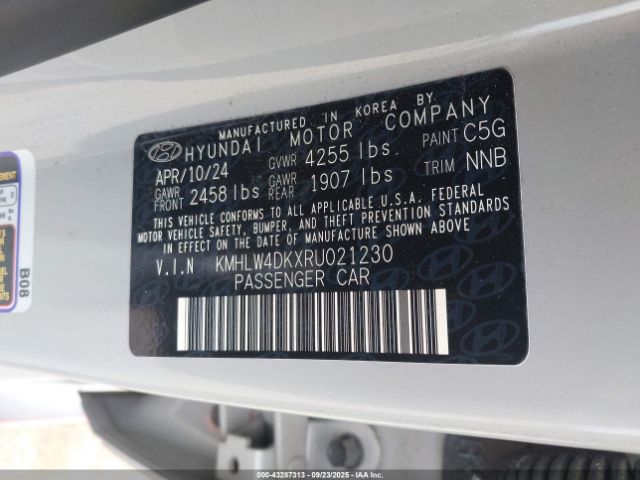 MANUFACTURED IN KOREA BY
HYUNDAI MOTOR COMPANY
APR/10/24 GVWR 4255 lbs PAINT C5G
GAWR FRONT 2458 lbs GAWR REAR 1907 lbs TRIM NNB
THIS VEHICLE CONFORMS TO ALL APPLICABLE U.S.A. FEDERAL
MOTOR VEHICLE SAFETY, BUMPER, AND THEFT PREVENTION STANDARDS
IN EFFECT ON THE DATE OF MANUFACTURE SHOWN ABOVE
V.I.N KMHLW4DKXRU021230
PASSENGER CAR
B08
000-43287313 - 09/23/2025 - IAA Inc. Copyright